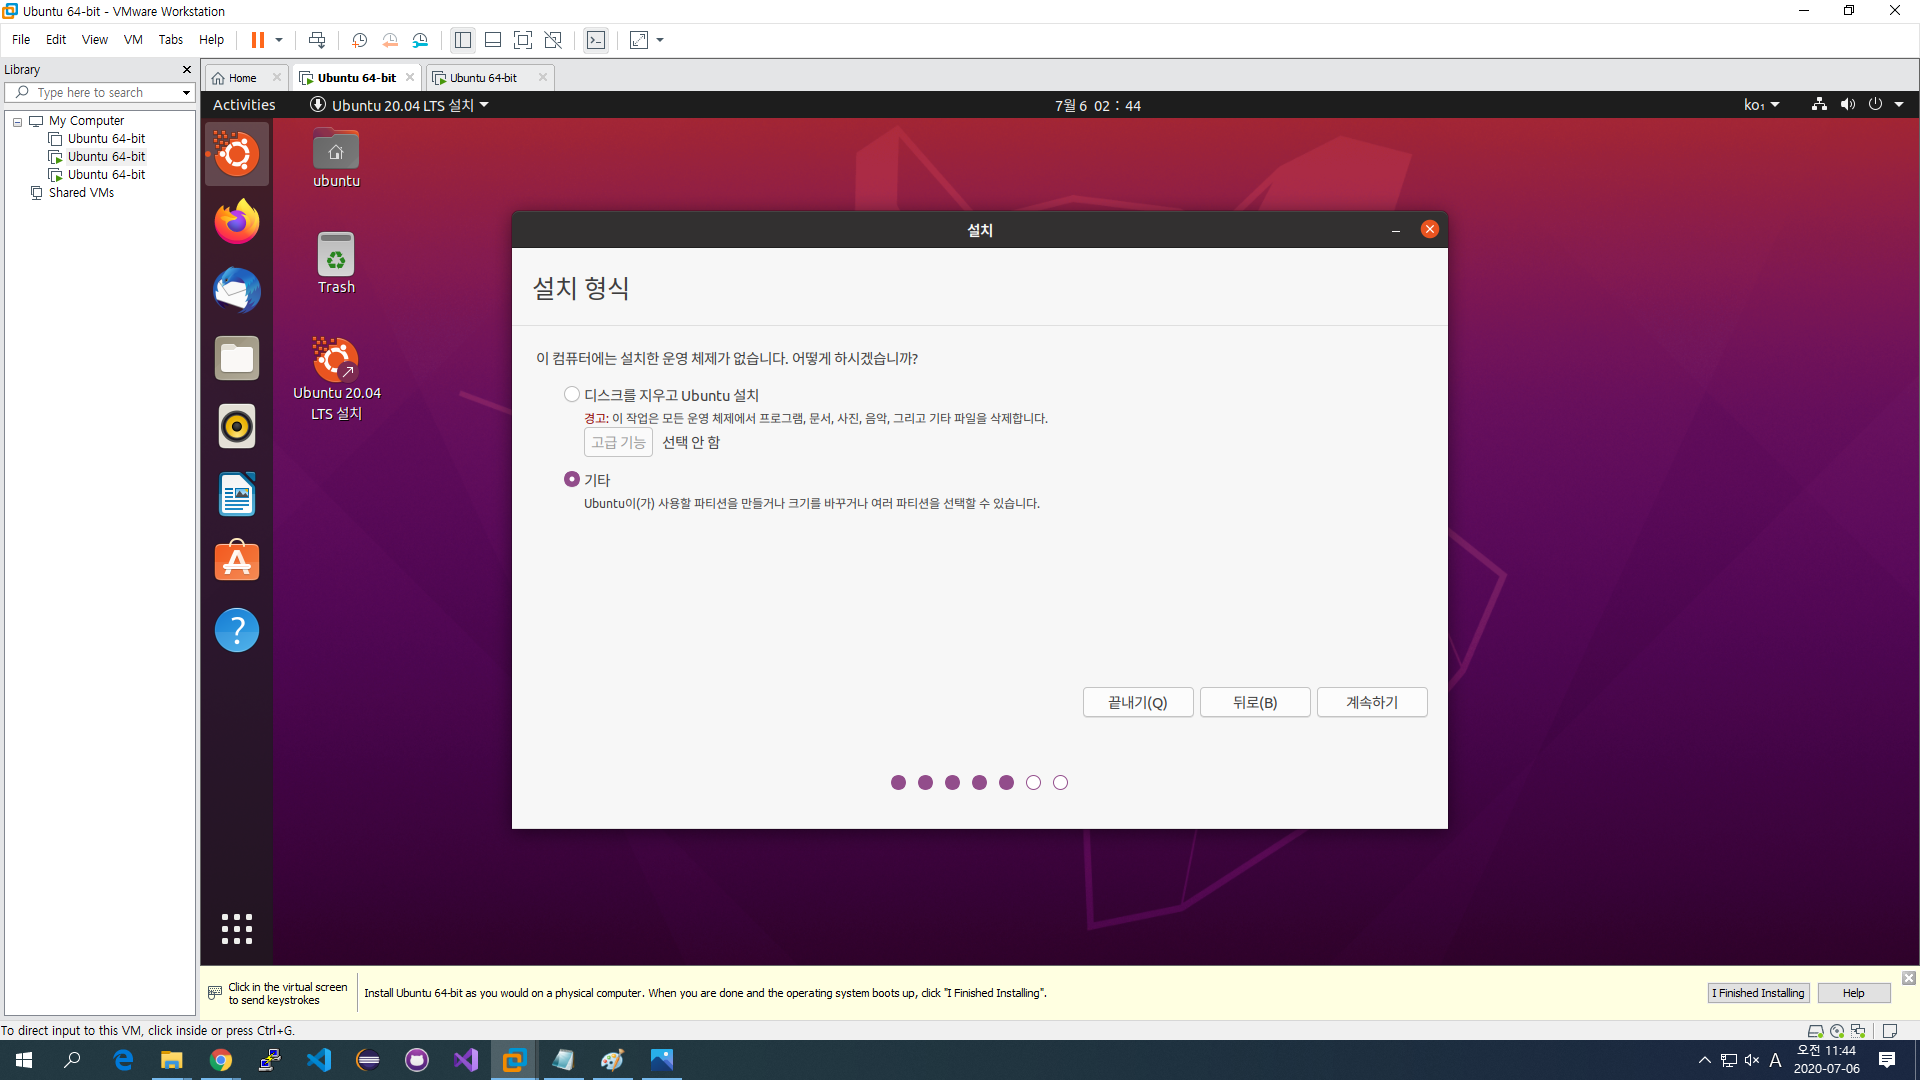 Ubuntu 64-bit - VMware Workstation
File Edit View VM Tabs Help
Library
Type here to search
My Computer
Ubuntu 64-bit
Ubuntu 64-bit
Ubuntu 64-bit
Shared VMs
Home
Ubuntu 64-bit
Ubuntu 64-bit
Activities
Ubuntu 20.04 LTS 설치
7월 6 02 : 44
ko₁
ubuntu
Trash
Ubuntu 20.04
LTS 설치
설치
설치 형식
이 컴퓨터에는 설치한 운영 체제가 없습니다. 어떻게 하시겠습니까?
디스크를 지우고 Ubuntu 설치
경고: 이 작업은 모든 운영 체제에서 프로그램, 문서, 사진, 음악, 그리고 기타 파일을 삭제합니다.
고급 기능 선택 안 함
기타
Ubuntu이(가) 사용할 파티션을 만들거나 크기를 바꾸거나 여러 파티션을 선택할 수 있습니다.
끝내기(Q) 뒤로(B) 계속하기
Click in the virtual screen
to send keystrokes
Install Ubuntu 64-bit as you would on a physical computer. When you are done and the operating system boots up, click "I Finished Installing".
I Finished Installing
Help
To direct input to this VM, click inside or press Ctrl+G.
A
오전 11:44
2020-07-06